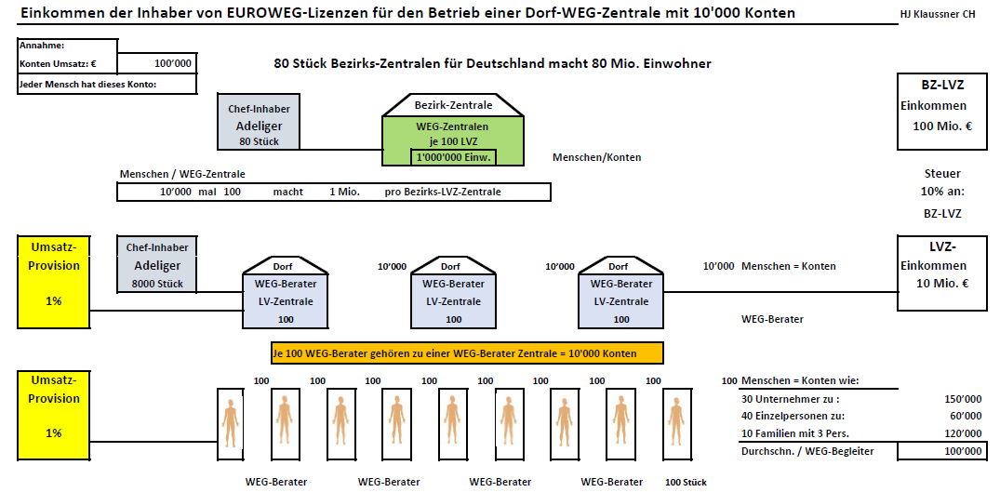 Einkommen der Inhaber von EUROWEG-Lizenzen für den Betrieb einer Dorf-WEG-Zentrale mit 10'000 Konten
HJ Klaussner CH
Annahme:
Konten Umsatz: € 100’000
Jeder Mensch hat dieses Konto:
80 Stück Bezirks-Zentralen für Deutschland macht 80 Mio. Einwohner
Chef-Inhaber
Adeliger
80 Stück
Bezirk-Zentrale
WEG-Zentralen
je 100 LVZ
1'000'000 Einw.
Menschen/Konten
BZ-LVZ
Einkommen
100 Mio. €
Menschen / WEG-Zentrale
10’000 mal 100 macht 1 Mio. pro Bezirks-LVZ-Zentrale
Steuer
10% an:
BZ-LVZ
Umsatz-
Provision
1%
Chef-Inhaber
Adeliger
8000 Stück
Dorf
WEG-Berater
LV-Zentrale
100
10’000
Dorf
WEG-Berater
LV-Zentrale
100
10’000
Dorf
WEG-Berater
LV-Zentrale
100
10’000 Menschen = Konten
WEG-Berater
LVZ-
Einkommen
10 Mio. €
Je 100 WEG-Berater gehören zu einer WEG-Berater Zentrale = 10'000 Konten
Umsatz-
Provision
1%
100 100 100 100 100 100 100 100
100 Menschen = Konten wie:
30 Unternehmer zu : 150’000
40 Einzelpersonen zu: 60’000
10 Familien mit 3 Pers. 120’000
Durchschn. / WEG-Begleiter 100’000
WEG-Berater WEG-Berater WEG-Berater WEG-Berater 100 Stück